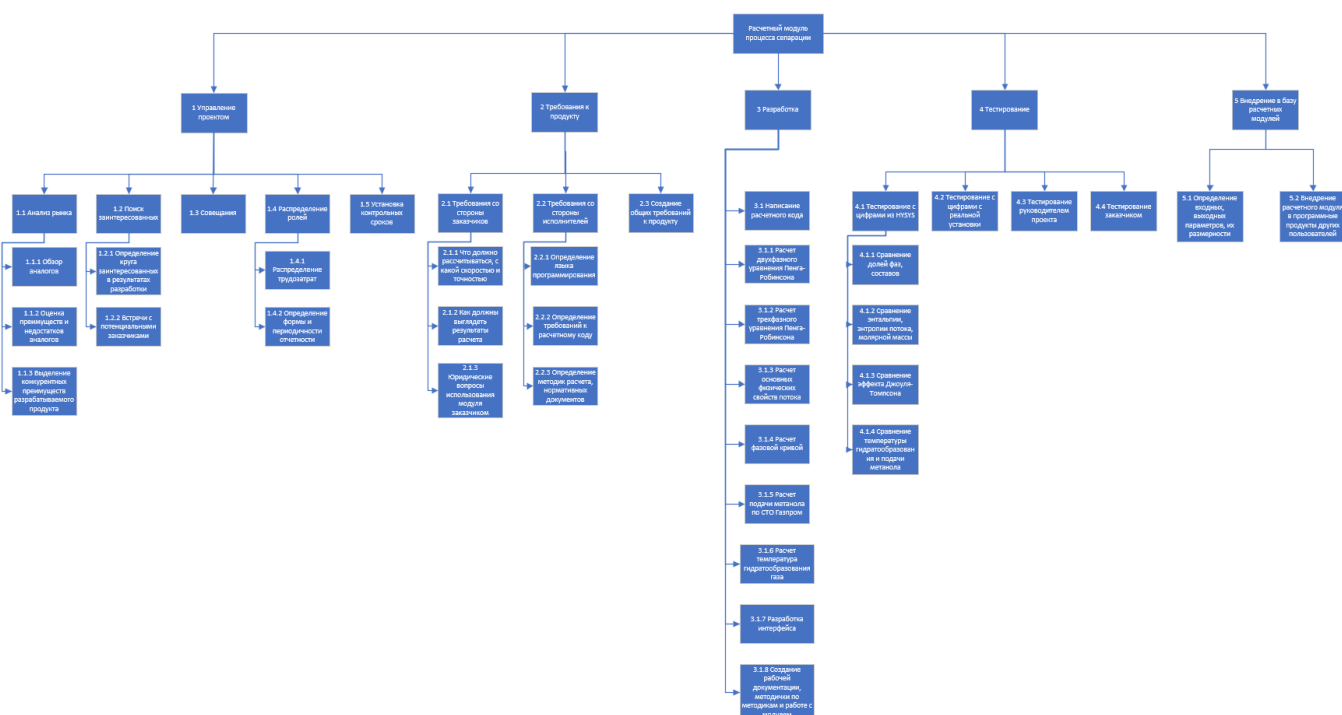 Расчетный модуль
процесса сепарации
1 Управление
проектом
2 Требования к
продукту
3 Разработка
4 Тестирование
5 Внедрение в базу
расчетных
модулей
1.1 Анализ рынка
1.2 Поиск
заинтересованных
1.3 Совещания
1.4 Распределение
ролей
1.5 Установка
контрольных
сроков
2.1 Требования со
стороны
заказчиков
2.2 Требования со
стороны
исполнителей
2.3 Создание
общих требований
к продукту
3.1 Написание
расчетного кода
4.1 Тестирование с
цифрами из HYSYS
4.2 Тестирование с
цифрами с
реальной
установки
4.3 Тестирование
руководителем
проекта
4.4 Тестирование
заказчиком
5.1 Определение
входных,
выходных
параметров, их
размерности
5.2 Внедрение
расчетного модуля
в программные
продукты других
пользователей
1.1.1 Обзор
аналогов
1.1.2 Оценка
преимуществ и
недостатков
аналогов
1.1.3 Выделение
конкурентных
преимуществ
разрабатываемого
продукта
1.2.1 Определение
круга
заинтересованных
в результатах
разработки
1.2.2 Встречи с
потенциальными
заказчиками
1.4.1
Распределение
трудозатрат
1.4.2 Определение
формы и
периодичности
отчетности
2.1.1 Что должно
рассчитываться, с
какой скоростью и
точностью
2.1.2 Как должны
выглядеть
результаты
расчета
2.1.3
Юридические
вопросы
использования
модуля
заказчиком
2.2.1 Определение
языка
программирования
2.2.2 Определение
требований к
расчетному коду
2.2.3 Определение
методик расчета,
нормативных
документов
3.1.1 Расчет
двухфазного
уравнения Пенга-
Робинсона
3.1.2 Расчет
трехфазного
уравнения Пенга-
Робинсона
3.1.3 Расчет
основных
физических
свойств потока
3.1.4 Расчет
фазовой кривой
3.1.5 Расчет
подачи метанола
по СТО Газпром
3.1.6 Расчет
температура
гидратообразования
газа
3.1.7 Разработка
интерфейса
3.1.8 Создание
рабочей
документации,
методички по
методикам и работе с
модулем
4.1.1 Сравнение
долей фаз,
составов
4.1.2 Сравнение
энтальпии,
энтропии потока,
молярной массы
4.1.3 Сравнение
эффекта Джоуля-
Томпсона
4.1.4 Сравнение
температуры
гидратообразован
ия и подачи
метанола